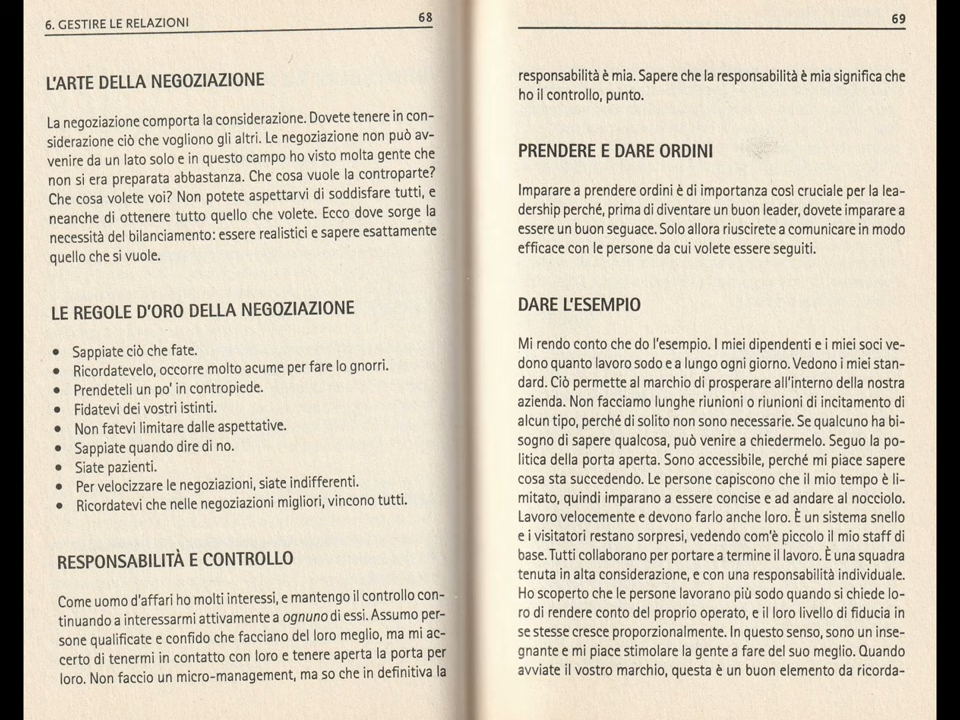 6. GESTIRE LE RELAZIONI
68
L'ARTE DELLA NEGOZIAZIONE
La negoziazione comporta la considerazione. Dovete tenere in con-
siderazione ciò che vogliono gli altri. Le negoziazione non può av-
venire da un lato solo e in questo campo ho visto molta gente che
non si era preparata abbastanza. Che cosa vuole la controparte?
Che cosa volete voi? Non potete aspettarvi di soddisfare tutti, e
neanche di ottenere tutto quello che volete. Ecco dove sorge la
necessità del bilanciamento: essere realistici e sapere esattamente
quello che si vuole.
LE REGOLE D'ORO DELLA NEGOZIAZIONE
• Sappiate ciò che fate.
• Ricordatevelo, occorre molto acume per fare lo gnorri.
• Prendeteli un po' in contropiede.
• Fidatevi dei vostri istinti.
• Non fatevi limitare dalle aspettative.
• Sappiate quando dire di no.
• Siate pazienti.
• Per velocizzare le negoziazioni, siate indifferenti.
• Ricordatevi che nelle negoziazioni migliori, vincono tutti.
RESPONSABILITÀ E CONTROLLO
Come uomo d'affari ho molti interessi, e mantengo il controllo con-
tinuando a interessarmi attivamente a ognuno di essi. Assumo per-
sone qualificate e confido che facciano del loro meglio, ma mi ac-
certo di tenermi in contatto con loro e tenere aperta la porta per
loro. Non faccio un micro-management, ma so che in definitiva la
69
responsabilità è mia. Sapere che la responsabilità è mia significa che
ho il controllo, punto.
PRENDERE E DARE ORDINI
Imparare a prendere ordini è di importanza così cruciale per la lea-
dership perché, prima di diventare un buon leader, dovete imparare a
essere un buon seguace. Solo allora riuscirete a comunicare in modo
efficace con le persone da cui volete essere seguiti.
DARE L'ESEMPIO
Mi rendo conto che do l'esempio. I miei dipendenti e i miei soci ve-
dono quanto lavoro sodo e a lungo ogni giorno. Vedono i miei stan-
dard. Ciò permette al marchio di prosperare all'interno della nostra
azienda. Non facciamo lunghe riunioni o riunioni di incitamento di
alcun tipo, perché di solito non sono necessarie. Se qualcuno ha bi-
sogno di sapere qualcosa, può venire a chiedermelo. Seguo la po-
litica della porta aperta. Sono accessibile, perché mi piace sapere
cosa sta succedendo. Le persone capiscono che il mio tempo è li-
mitato, quindi imparano a essere concise e ad andare al nocciolo.
Lavoro velocemente e devono farlo anche loro. È un sistema snello
e i visitatori restano sorpresi, vedendo com'è piccolo il mio staff di
base. Tutti collaborano per portare a termine il lavoro. È una squadra
tenuta in alta considerazione, e con una responsabilità individuale.
Ho scoperto che le persone lavorano più sodo quando si chiede lo-
ro di rendere conto del proprio operato, e il loro livello di fiducia in
se stesse cresce proporzionalmente. In questo senso, sono un inse-
gnante e mi piace stimolare la gente a fare del suo meglio. Quando
avviate il vostro marchio, questa è un buon elemento da ricorda-